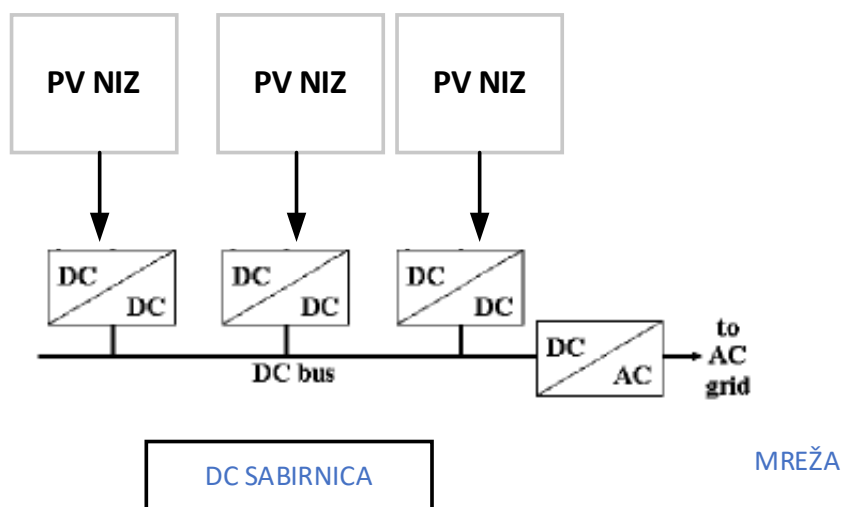 PV NIZ
PV NIZ
PV NIZ
DC
DC
DC
DC
DC
DC
DC bus
DC
AC
to
AC
grid
DC SABIRNICA
MREŽA